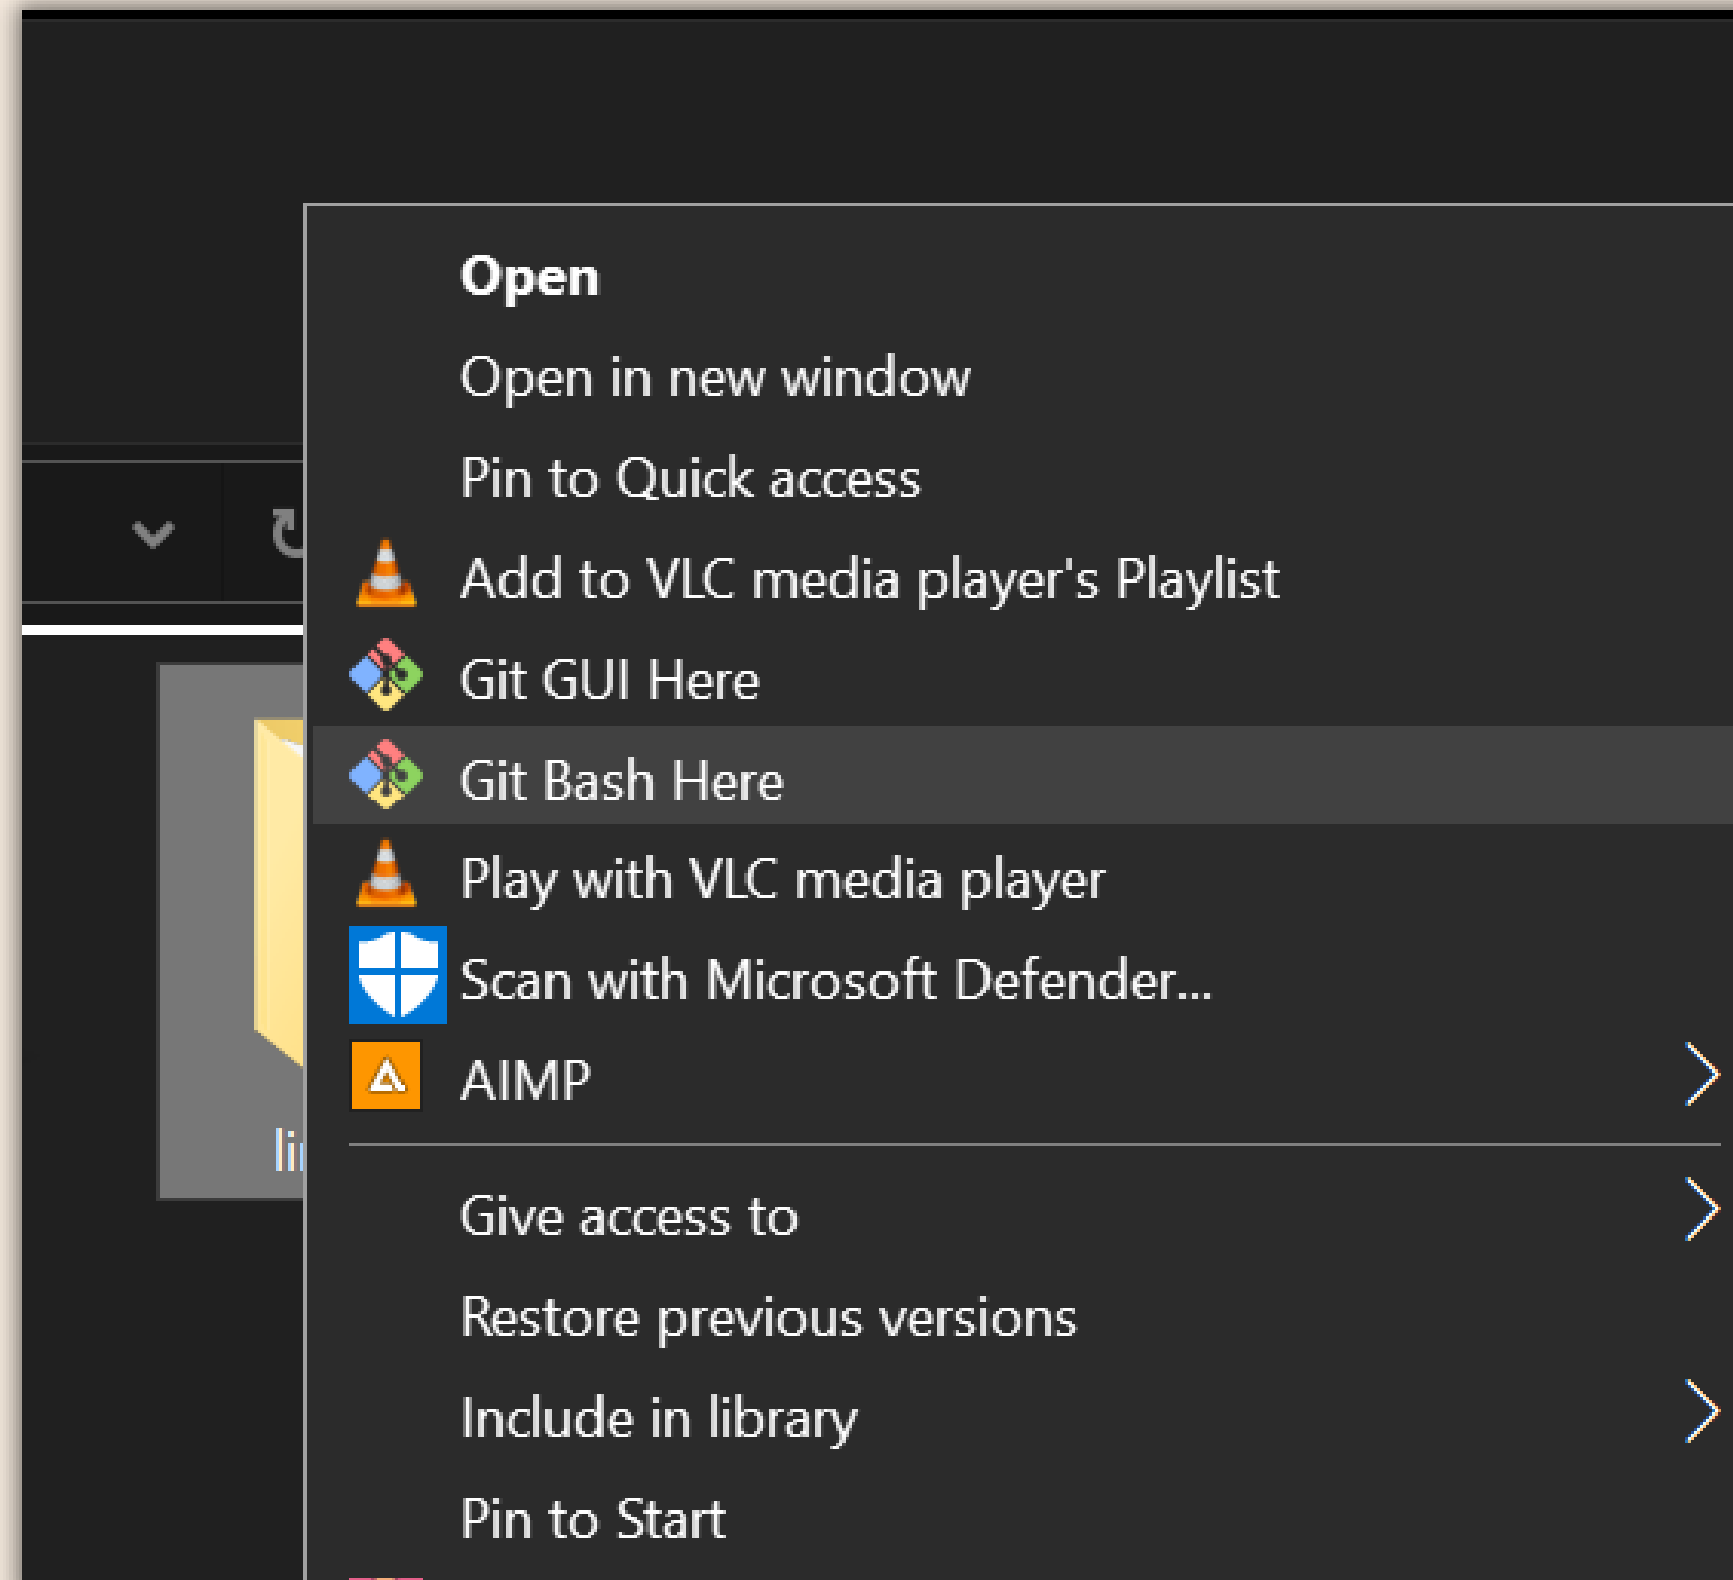 Open
Open in new window
Pin to Quick access
Add to VLC media player's Playlist
Git GUI Here
Git Bash Here
Play with VLC media player
Scan with Microsoft Defender...
AIMP
Give access to
Restore previous versions
Include in library
Pin to Start